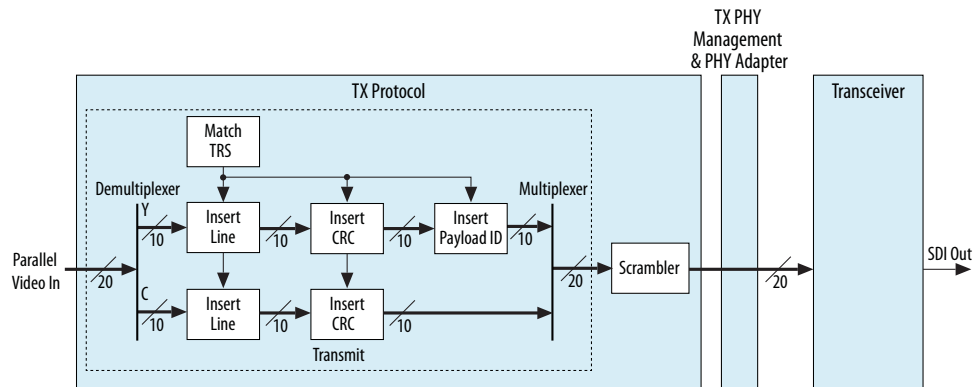 TX PHY
Management
& PHY Adapter
TX Protocol
Transceiver
Match
TRS
Demultiplexer
Multiplexer
Y
Insert
Line
Insert
CRC
Insert
Payload ID
10
10
10
10
Parallel
Video In
20
20
Scrambler
20
SDI Out
C
Insert
Line
Insert
CRC
10
10
10
Transmit